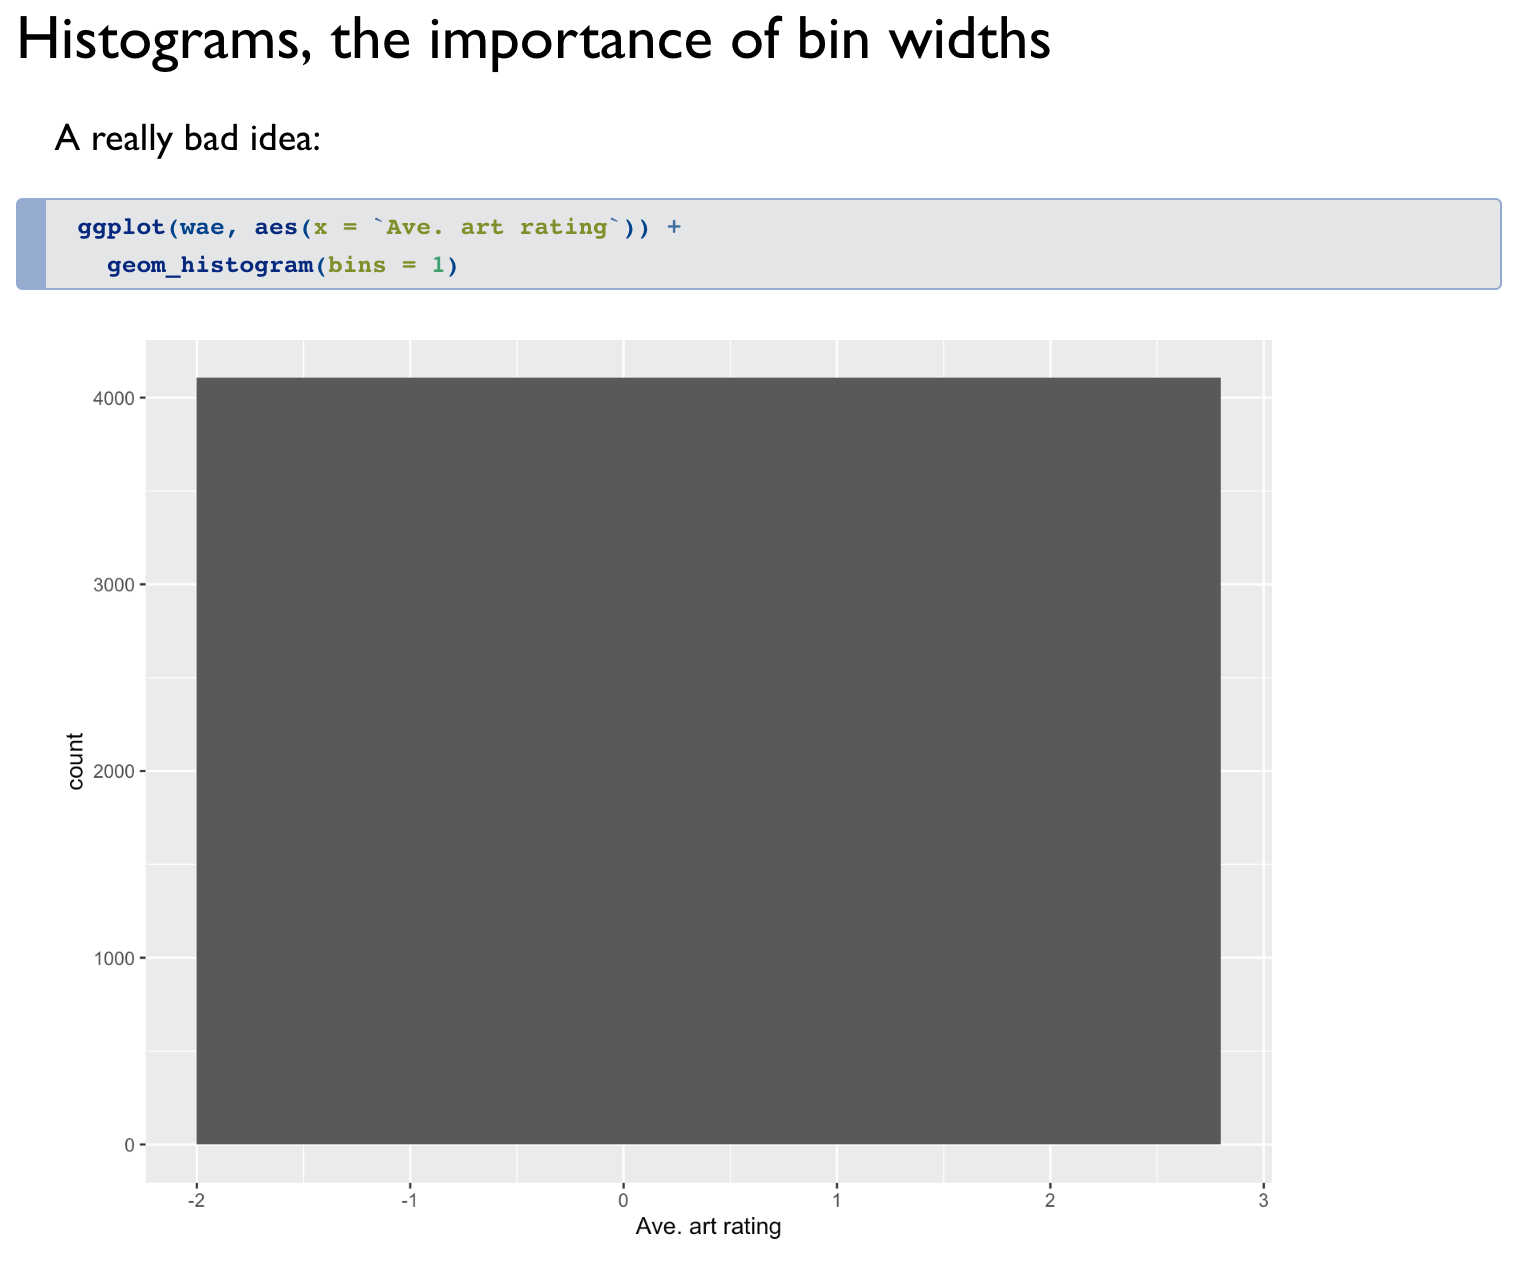 Histograms, the importance of bin widths
A really bad idea:
ggplot(wae, aes(x = `Ave. art rating`)) +
geom_histogram(bins = 1)
4000
3000
2000
1000
0
count
-2 -1 0 1 2 3
Ave. art rating